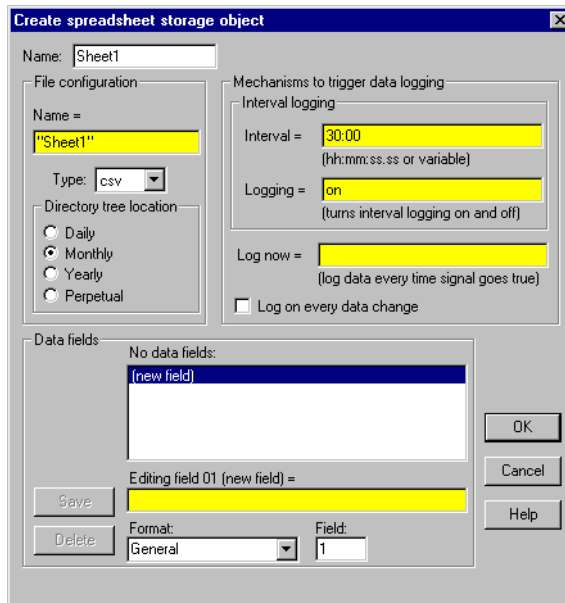 Create spreadsheet storage object
Name: Sheet1
File configuration
Name =
"Sheet1"
Type: csv
Directory tree location
Daily
Monthly
Yearly
Perpetual
Mechanisms to trigger data logging
Interval logging
Interval = 30:00
(hh:mm:ss.ss or variable)
Logging = on
(turns interval logging on and off)
Log now =
(log data every time signal goes true)
Log on every data change
Data fields
No data fields:
(new field)
Editing field 01 (new field) =
Save
Delete
Format:
General
Field:
1
OK
Cancel
Help